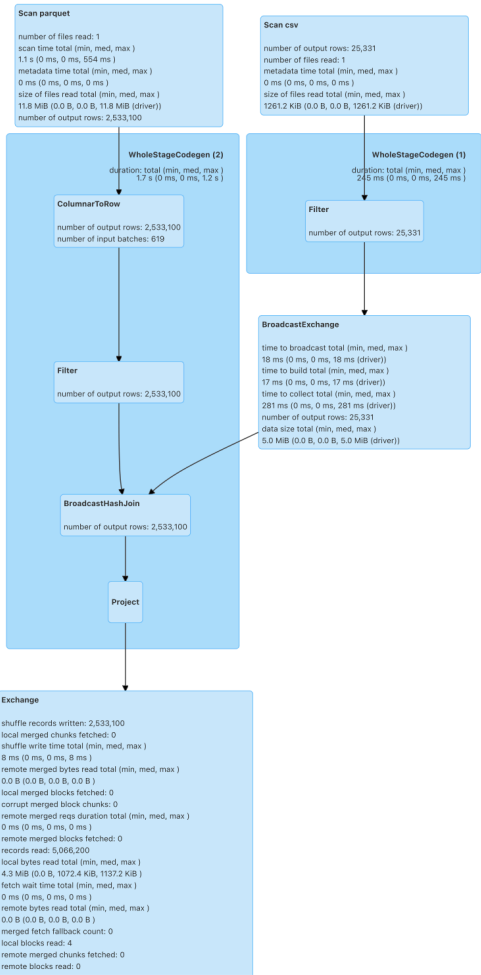 Scan parquet
number of files read: 1
scan time total (min, med, max )
1.1 s (0 ms, 0 ms, 554 ms )
metadata time total (min, med, max )
0 ms (0 ms, 0 ms, 0 ms )
size of files read total (min, med, max )
11.8 MiB (0.0 B, 0.0 B, 11.8 MiB (driver))
number of output rows: 2,533,100
Scan csv
number of output rows: 25,331
number of files read: 1
metadata time total (min, med, max )
0 ms (0 ms, 0 ms, 0 ms )
size of files read total (min, med, max )
1261.2 KiB (0.0 B, 0.0 B, 1261.2 KiB (driver))
WholeStageCodegen (2)
duration: total (min, med, max )
1.7 s (0 ms, 0 ms, 1.2 s )
ColumnarToRow
number of output rows: 2,533,100
number of input batches: 619
WholeStageCodegen (1)
duration: total (min, med, max )
245 ms (0 ms, 0 ms, 245 ms )
Filter
number of output rows: 25,331
BroadcastExchange
time to broadcast total (min, med, max )
18 ms (0 ms, 0 ms, 18 ms (driver))
time to build total (min, med, max )
17 ms (0 ms, 0 ms, 17 ms (driver))
time to collect total (min, med, max )
281 ms (0 ms, 0 ms, 281 ms (driver))
number of output rows: 25,331
data size total (min, med, max )
5.0 MiB (0.0 B, 0.0 B, 5.0 MiB (driver))
Filter
number of output rows: 2,533,100
BroadcastHashJoin
number of output rows: 2,533,100
Project
Exchange
shuffle records written: 2,533,100
local merged chunks fetched: 0
shuffle write time total (min, med, max )
8 ms (0 ms, 0 ms, 8 ms )
remote merged bytes read total (min, med, max )
0.0 B (0.0 B, 0.0 B, 0.0 B )
local merged blocks fetched: 0
corrupt merged block chunks: 0
remote merged reqs duration total (min, med, max )
0 ms (0 ms, 0 ms, 0 ms )
remote merged blocks fetched: 0
records read: 5,066,200
local bytes read total (min, med, max )
4.3 MiB (0.0 B, 1072.4 KiB, 1137.2 KiB )
fetch wait time total (min, med, max )
0 ms (0 ms, 0 ms, 0 ms )
remote bytes read total (min, med, max )
0.0 B (0.0 B, 0.0 B, 0.0 B )
merged fetch fallback count: 0
local blocks read: 4
remote merged chunks fetched: 0
remote blocks read: 0